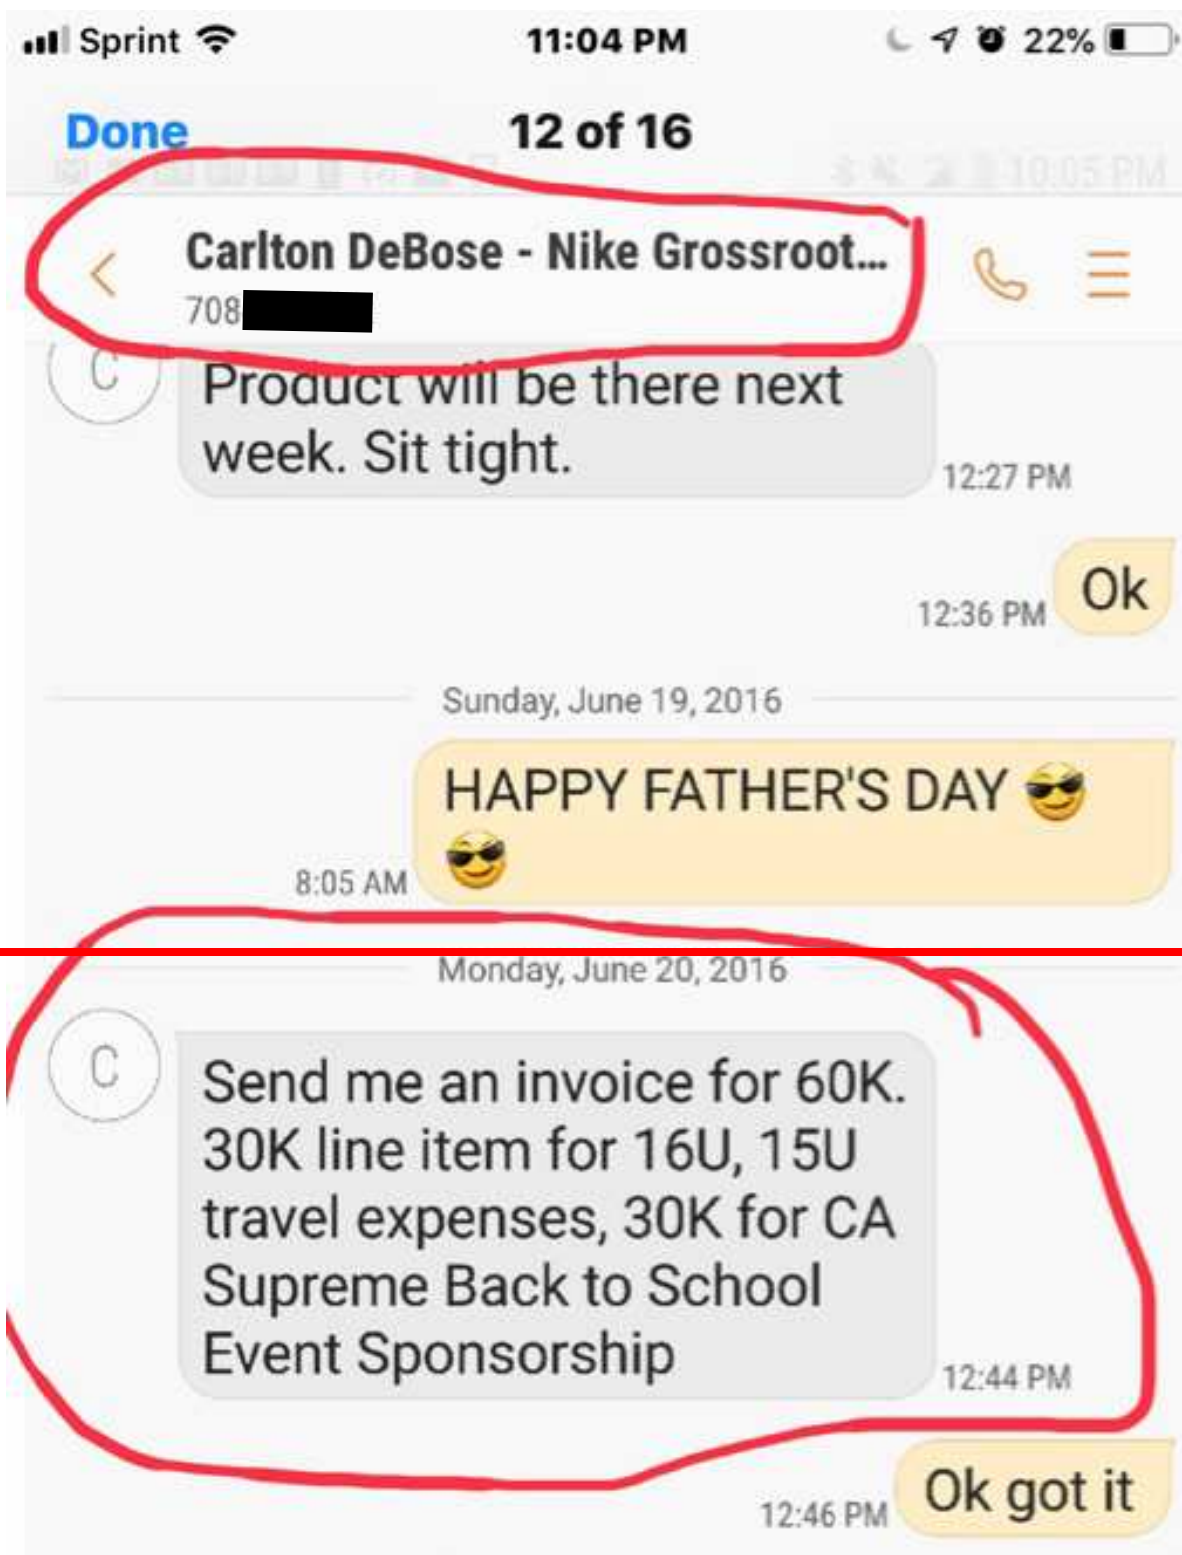 Sprint 11:04 PM 22%
Done 12 of 16
10:05 PM
Carlton DeBose - Nike Grossroot...
708
C
Product will be there next
week. Sit tight.
12:27 PM
Ok
12:36 PM
Sunday, June 19, 2016
HAPPY FATHER'S DAY 😎
😎
8:05 AM
Monday, June 20, 2016
C
Send me an invoice for 60K.
30K line item for 16U, 15U
travel expenses, 30K for CA
Supreme Back to School
Event Sponsorship
12:44 PM
Ok got it
12:46 PM